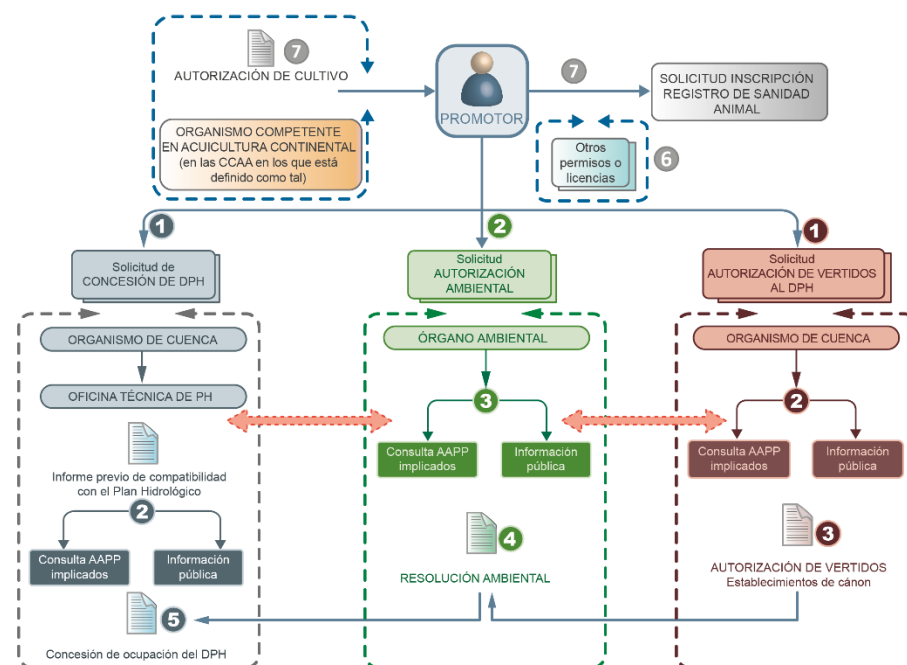 7
AUTORIZACIÓN DE CULTIVO
ORGANISMO COMPETENTE
EN ACUICULTURA CONTINENTAL
(en las CCAA en los que está
definido como tal)
PROMOTOR
7
SOLICITUD INSCRIPCIÓN
REGISTRO DE SANIDAD
ANIMAL
Otros
permisos o
licencias
6
1
2
1
Solicitud de
CONCESIÓN DE DPH
Solicitud
AUTORIZACIÓN
AMBIENTAL
Solicitud
AUTORIZACIÓN DE VERTIDOS
AL DPH
ORGANISMO DE CUENCA
OFICINA TÉCNICA DE PH
Informe previo de compatibilidad
con el Plan Hidrológico
2
Consulta AAPP
implicados
Información
pública
5
Concesión de ocupación del DPH
ÓRGANO AMBIENTAL
3
Consulta AAPP
implicados
Información
pública
4
RESOLUCIÓN AMBIENTAL
ORGANISMO DE CUENCA
2
Consulta AAPP
implicados
Información
pública
3
AUTORIZACIÓN DE VERTIDOS
Establecimientos de cánon